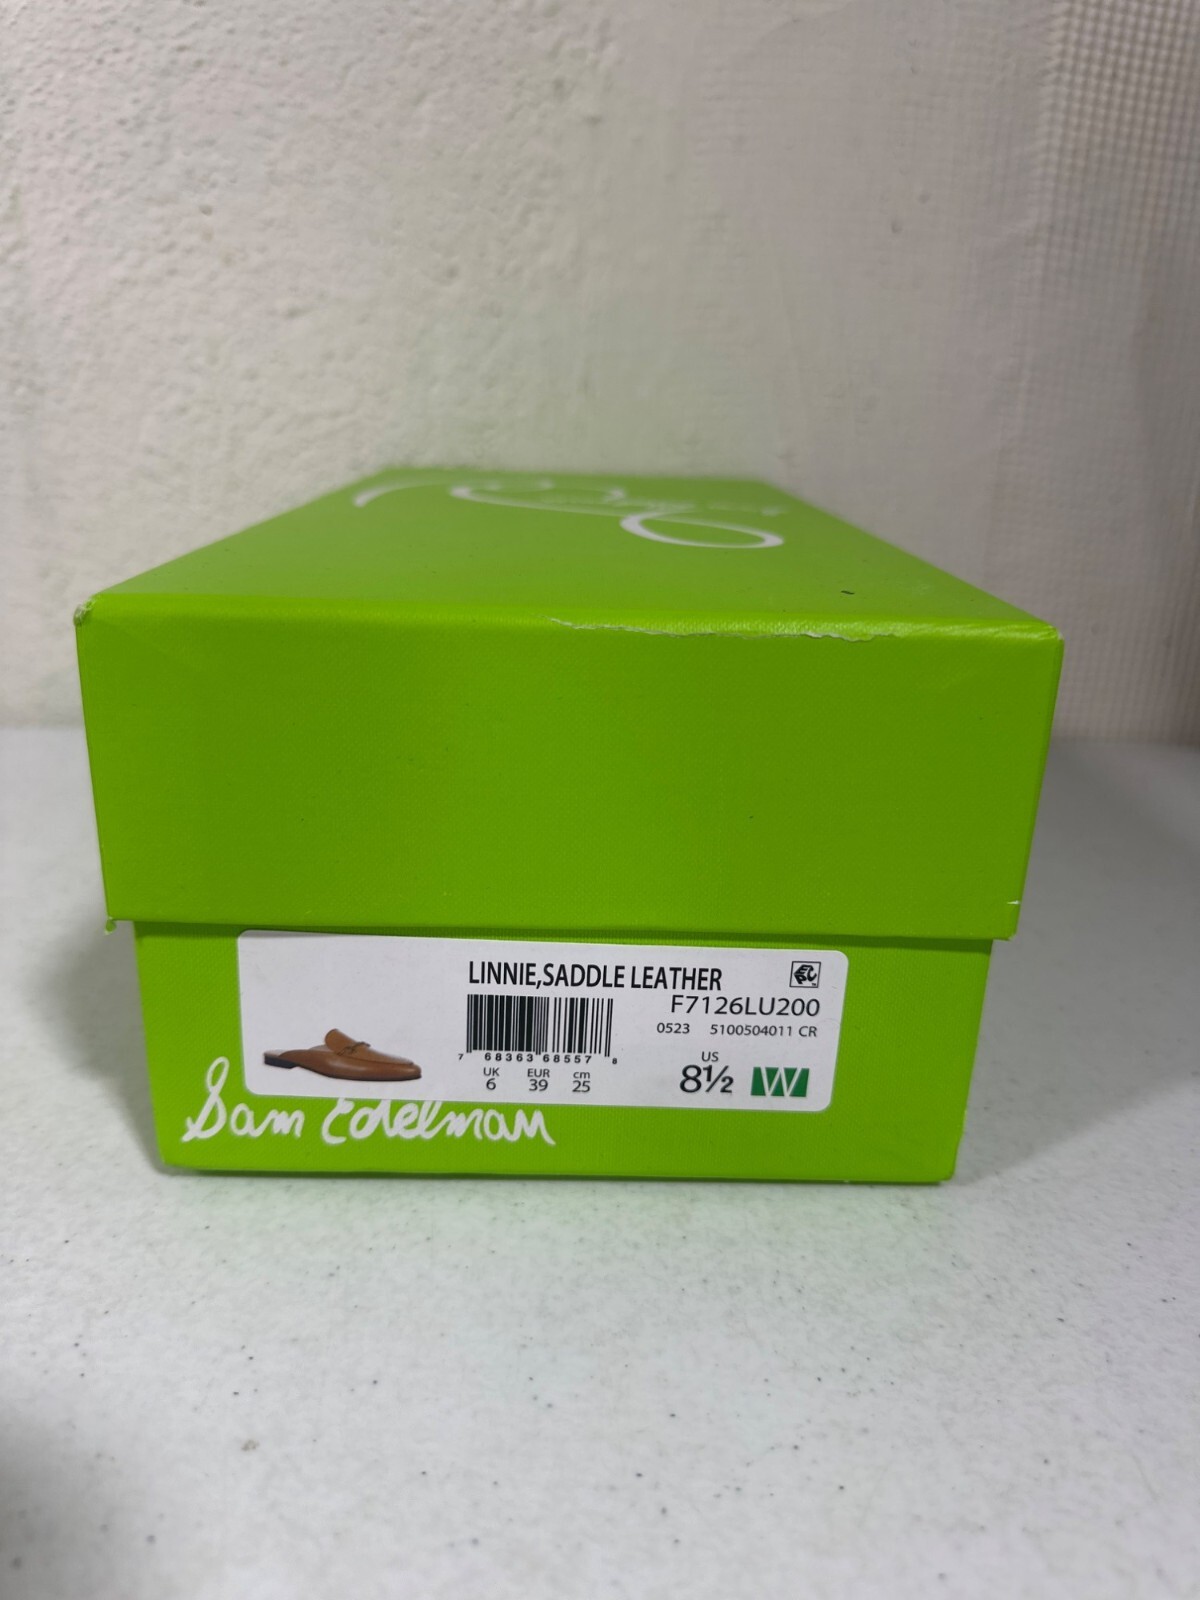 LINNIE,SADDLE LEATHER
F7126LU200
0523 5100504011 CR
7 68363 68557 8
UK EUR cm
6 39 25
US
8½ W
Sam Edelman